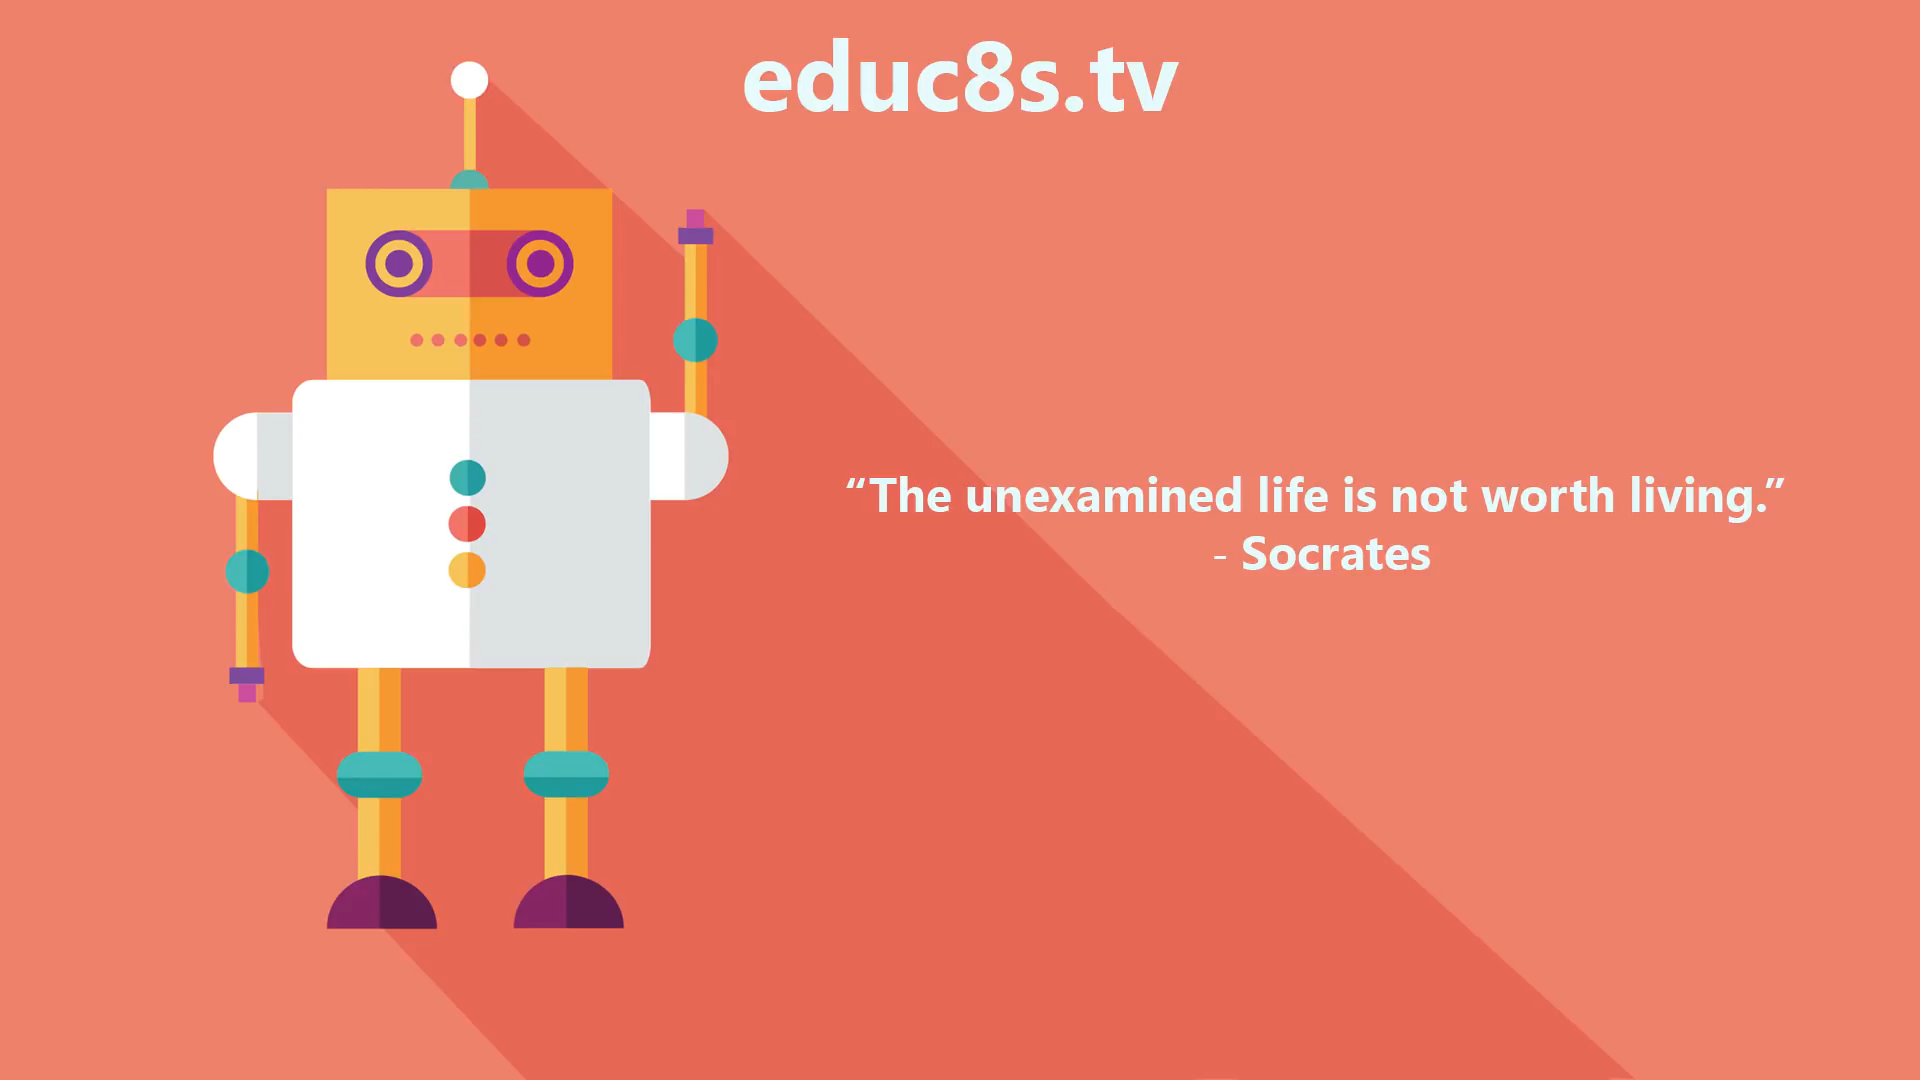 educ8s.tv
“The unexamined life is not worth living.”
- Socrates